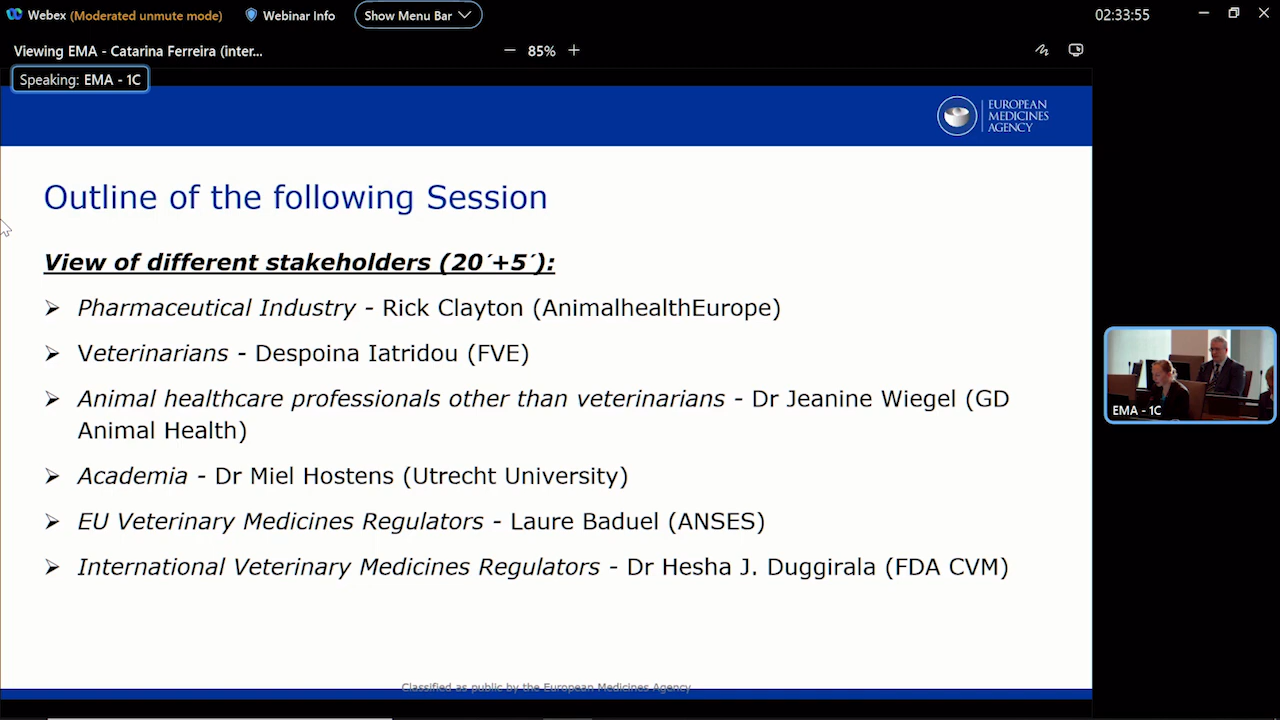 Webex (Moderated unmute mode) Webinar Info Show Menu Bar 02:33:55
Viewing EMA - Catarina Ferreira (inter... 85%
Speaking: EMA - 1C
EUROPEAN
MEDICINES
AGENCY
Outline of the following Session
View of different stakeholders (20´+5´):
Pharmaceutical Industry - Rick Clayton (AnimalhealthEurope)
Veterinarians - Despoina Iatridou (FVE)
Animal healthcare professionals other than veterinarians - Dr Jeanine Wiegel (GD
Animal Health)
Academia - Dr Miel Hostens (Utrecht University)
EU Veterinary Medicines Regulators - Laure Baduel (ANSES)
International Veterinary Medicines Regulators - Dr Hesha J. Duggirala (FDA CVM)
EMA - 1C
Classified as public by the European Medicines Agency